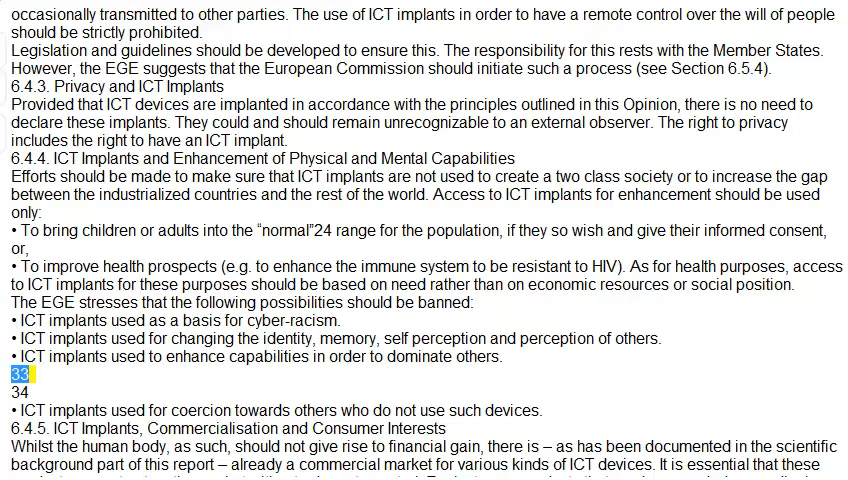 occasionally transmitted to other parties. The use of ICT implants in order to have a remote control over the will of people
should be strictly prohibited.
Legislation and guidelines should be developed to ensure this. The responsibility for this rests with the Member States.
However, the EGE suggests that the European Commission should initiate such a process (see Section 6.5.4).
6.4.3. Privacy and ICT Implants
Provided that ICT devices are implanted in accordance with the principles outlined in this Opinion, there is no need to
declare these implants. They could and should remain unrecognizable to an external observer. The right to privacy
includes the right to have an ICT implant.
6.4.4. ICT Implants and Enhancement of Physical and Mental Capabilities
Efforts should be made to make sure that ICT implants are not used to create a two class society or to increase the gap
between the industrialized countries and the rest of the world. Access to ICT implants for enhancement should be used
only:
• To bring children or adults into the “normal”24 range for the population, if they so wish and give their informed consent,
or,
• To improve health prospects (e.g. to enhance the immune system to be resistant to HIV). As for health purposes, access
to ICT implants for these purposes should be based on need rather than on economic resources or social position.
The EGE stresses that the following possibilities should be banned:
• ICT implants used as a basis for cyber-racism.
• ICT implants used for changing the identity, memory, self perception and perception of others.
• ICT implants used to enhance capabilities in order to dominate others.
33
34
• ICT implants used for coercion towards others who do not use such devices.
6.4.5. ICT Implants, Commercialisation and Consumer Interests
Whilst the human body, as such, should not give rise to financial gain, there is – as has been documented in the scientific
background part of this report – already a commercial market for various kinds of ICT devices. It is essential that these